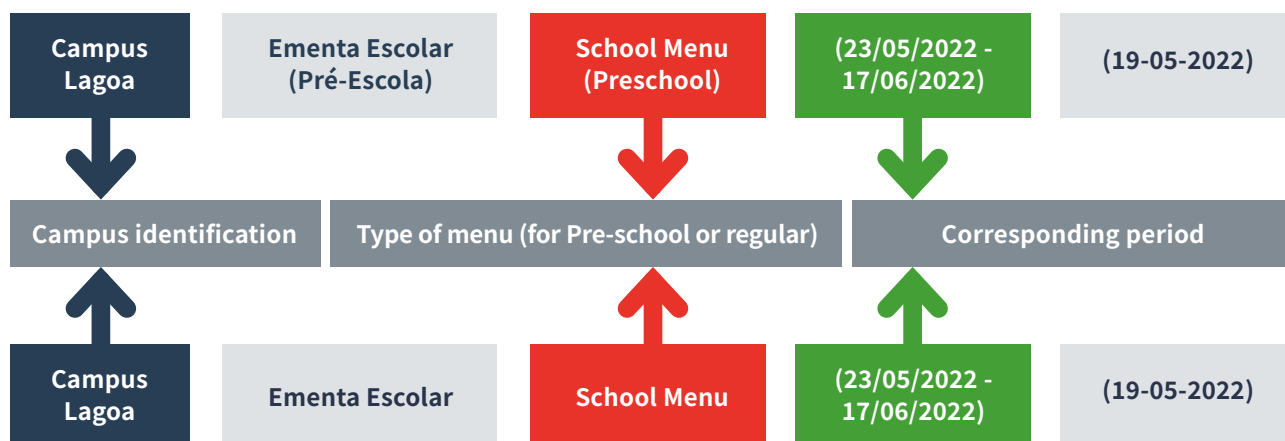 Campus
Lagoa
Ementa Escolar
(Pré-Escola)
School Menu
(Preschool)
(23/05/2022 -
17/06/2022)
(19-05-2022)
Campus identification
Type of menu (for Pre-school or regular)
Corresponding period
Campus
Lagoa
Ementa Escolar
School Menu
(23/05/2022 -
17/06/2022)
(19-05-2022)